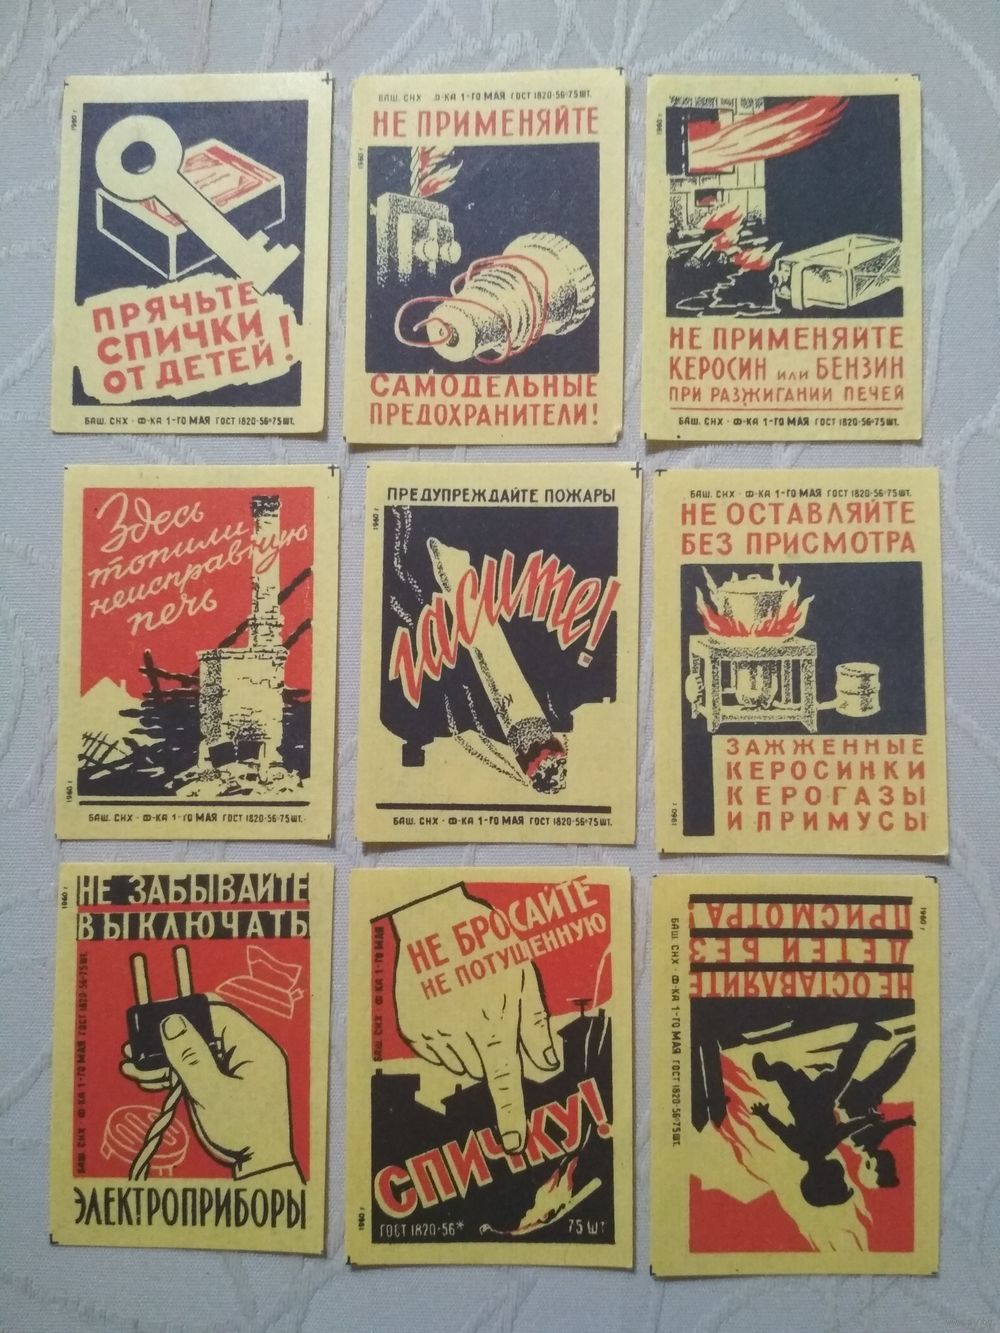 1960 г
ПРЯЧЬТЕ
СПИЧКИ
ОТ ДЕТЕЙ!
БАШ. СНХ · Ф-КА 1-ГО МАЯ ГОСТ 1820-56·75 ШТ.
БАШ. СНХ Ф-КА 1-ГО МАЯ ГОСТ 1820-56·75 ШТ.
НЕ ПРИМЕНЯЙТЕ
1960 г
САМОДЕЛЬНЫЕ
ПРЕДОХРАНИТЕЛИ!
1960 г
НЕ ПРИМЕНЯЙТЕ
КЕРОСИН или БЕНЗИН
ПРИ РАЗЖИГАНИИ ПЕЧЕЙ
БАШ. СНХ · Ф-КА 1-ГО МАЯ ГОСТ 1820-56·75 ШТ.
Здесь
топили
неисправную
печь
1960 г
БАШ. СНХ · Ф-КА 1-ГО МАЯ ГОСТ 1820-56·75 ШТ.
ПРЕДУПРЕЖДАЙТЕ ПОЖАРЫ
1960 г
гасите!
БАШ. СНХ · Ф-КА 1-ГО МАЯ ГОСТ 1820-56·75 ШТ.
БАШ. СНХ · Ф-КА 1-ГО МАЯ ГОСТ 1820-56·75 ШТ.
НЕ ОСТАВЛЯЙТЕ
БЕЗ ПРИСМОТРА
ЗАЖЖЕННЫЕ
КЕРОСИНКИ
КЕРОГАЗЫ
И ПРИМУСЫ
1960 г
1960 г
НЕ ЗАБЫВАЙТЕ
ВЫКЛЮЧАТЬ
БАШ. СНХ · Ф-КА 1-ГО МАЯ ГОСТ 1820-56·75 ШТ.
ЭЛЕКТРОПРИБОРЫ
НЕ БРОСАЙТЕ
НЕ ПОТУШЕННУЮ
БАШ. СНХ · Ф-КА 1-ГО МАЯ
СПИЧКУ!
1960 г
ГОСТ 1820-56* 75 ШТ
НЕ ОСТАВЛЯЙТЕ
ДЕТЕЙ БЕЗ
ПРИСМОТРА!
1960 г
БАШ. СНХ · Ф-КА 1-ГО МАЯ ГОСТ 1820-56·75 ШТ.